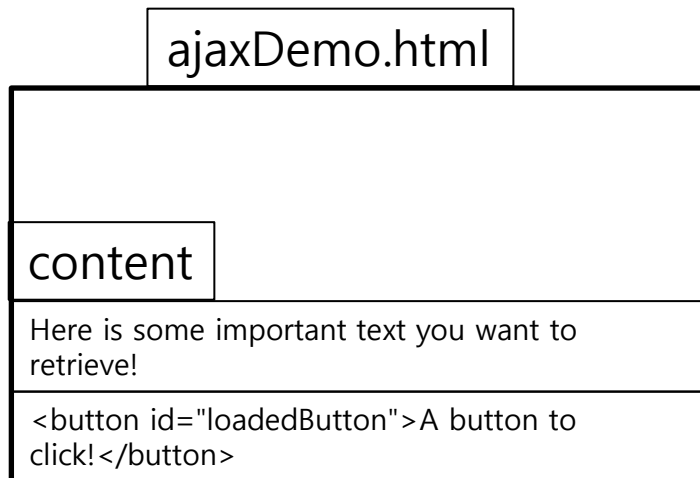 ajaxDemo.html
content
Here is some important text you want to
retrieve!
<button id="loadedButton">A button to
click!</button>